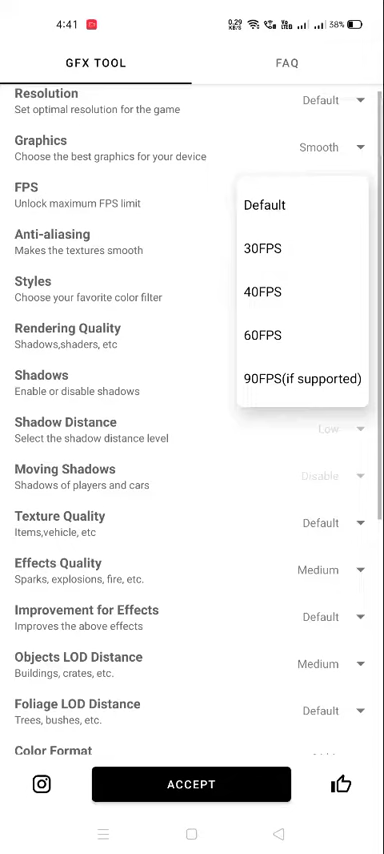 4:41
0.29 KB/S
38%
GFX TOOL
FAQ
Resolution
Set optimal resolution for the game
Default
Graphics
Choose the best graphics for your device
Smooth
FPS
Unlock maximum FPS limit
Default
30FPS
40FPS
60FPS
90FPS(if supported)
Anti-aliasing
Makes the textures smooth
Styles
Choose your favorite color filter
Rendering Quality
Shadows,shaders, etc
Shadows
Enable or disable shadows
Shadow Distance
Select the shadow distance level
Low
Moving Shadows
Shadows of players and cars
Disable
Texture Quality
Items,vehicle, etc
Default
Effects Quality
Sparks, explosions, fire, etc.
Medium
Improvement for Effects
Improves the above effects
Default
Objects LOD Distance
Buildings, crates, etc.
Medium
Foliage LOD Distance
Trees, bushes, etc.
Default
Color Format
ACCEPT